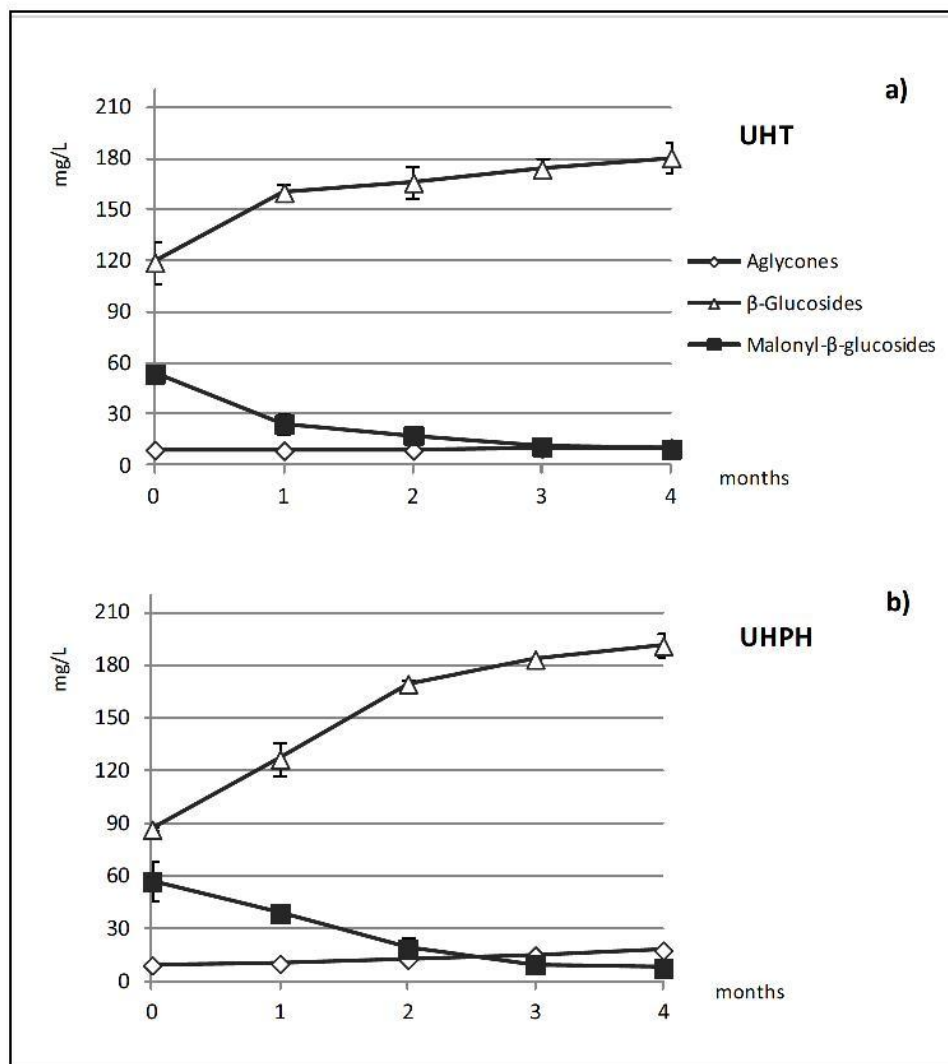 a)
UHT
mg/L
210
180
150
120
90
60
30
0
0 1 2 3 4
months
Aglycones
β-Glucosides
Malonyl-β-glucosides
b)
UHPH
mg/L
210
180
150
120
90
60
30
0
0 1 2 3 4
months